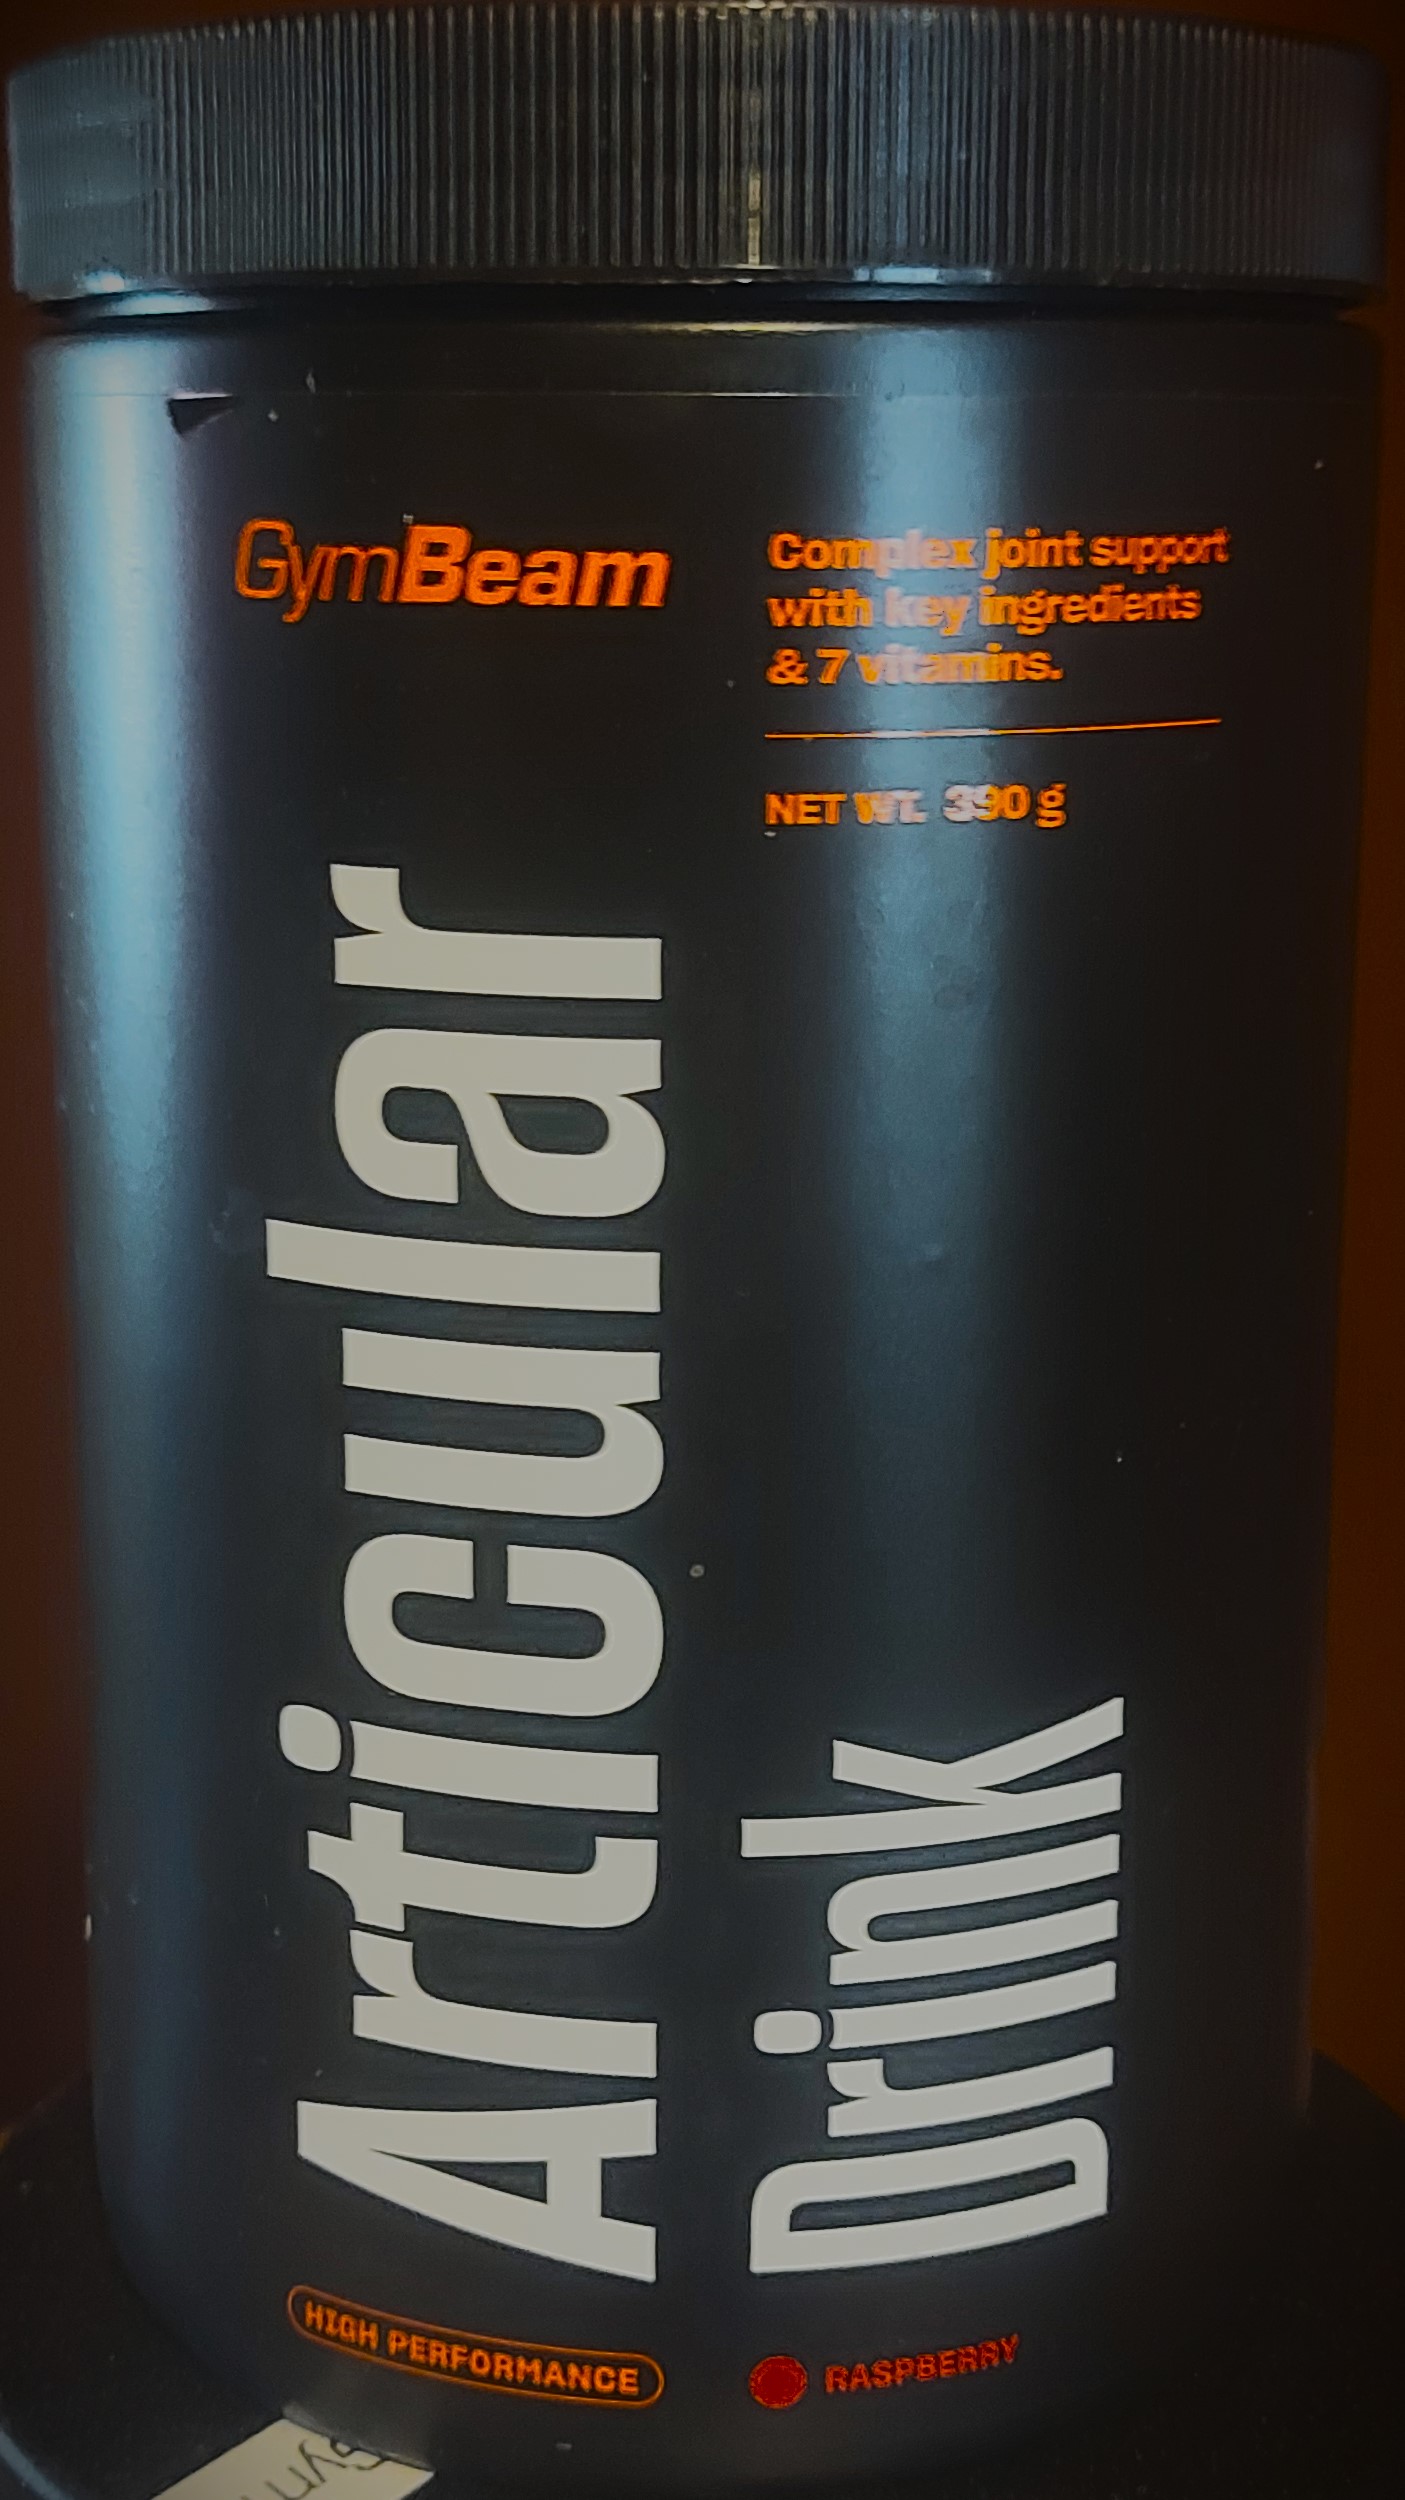 GymBeam
Complex joint support
with key ingredients
& 7 vitamins.
NET WT. 390 g
Articular
Drink
HIGH PERFORMANCE
RASPBERRY